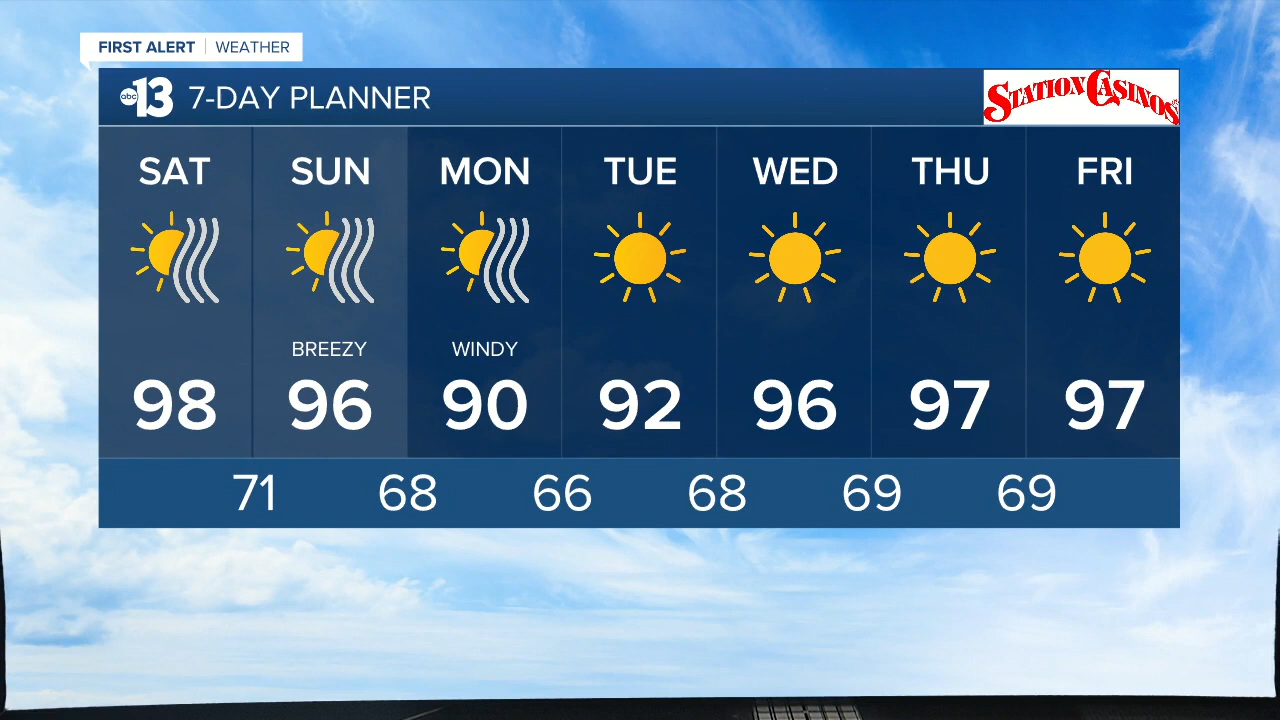 FIRST ALERT | WEATHER
abc 13 7-DAY PLANNER
STATION CASINOS
SAT SUN MON TUE WED THU FRI
BREEZY WINDY
98 96 90 92 96 97 97
71 68 66 68 69 69